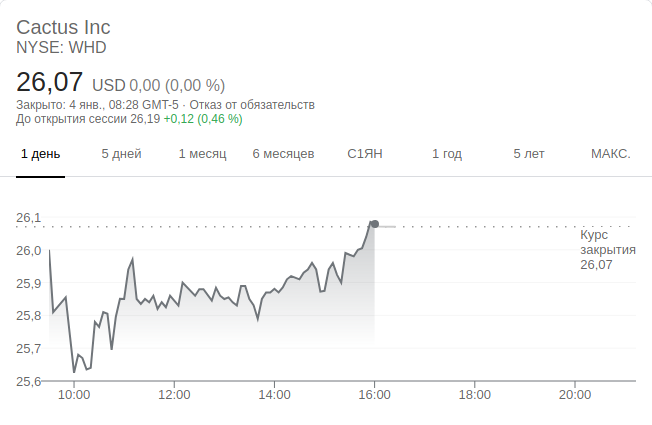 Cactus Inc
NYSE: WHD
26,07 USD 0,00 (0,00 %)
Закрыто: 4 янв., 08:28 GMT-5 · Отказ от обязательств
До открытия сессии 26,19 +0,12 (0,46 %)
1 день 5 дней 1 месяц 6 месяцев С1ЯН 1 год 5 лет МАКС.
26,1
26,0
25,9
25,8
25,7
25,6
Курс
закрытия
26,07
10:00 12:00 14:00 16:00 18:00 20:00